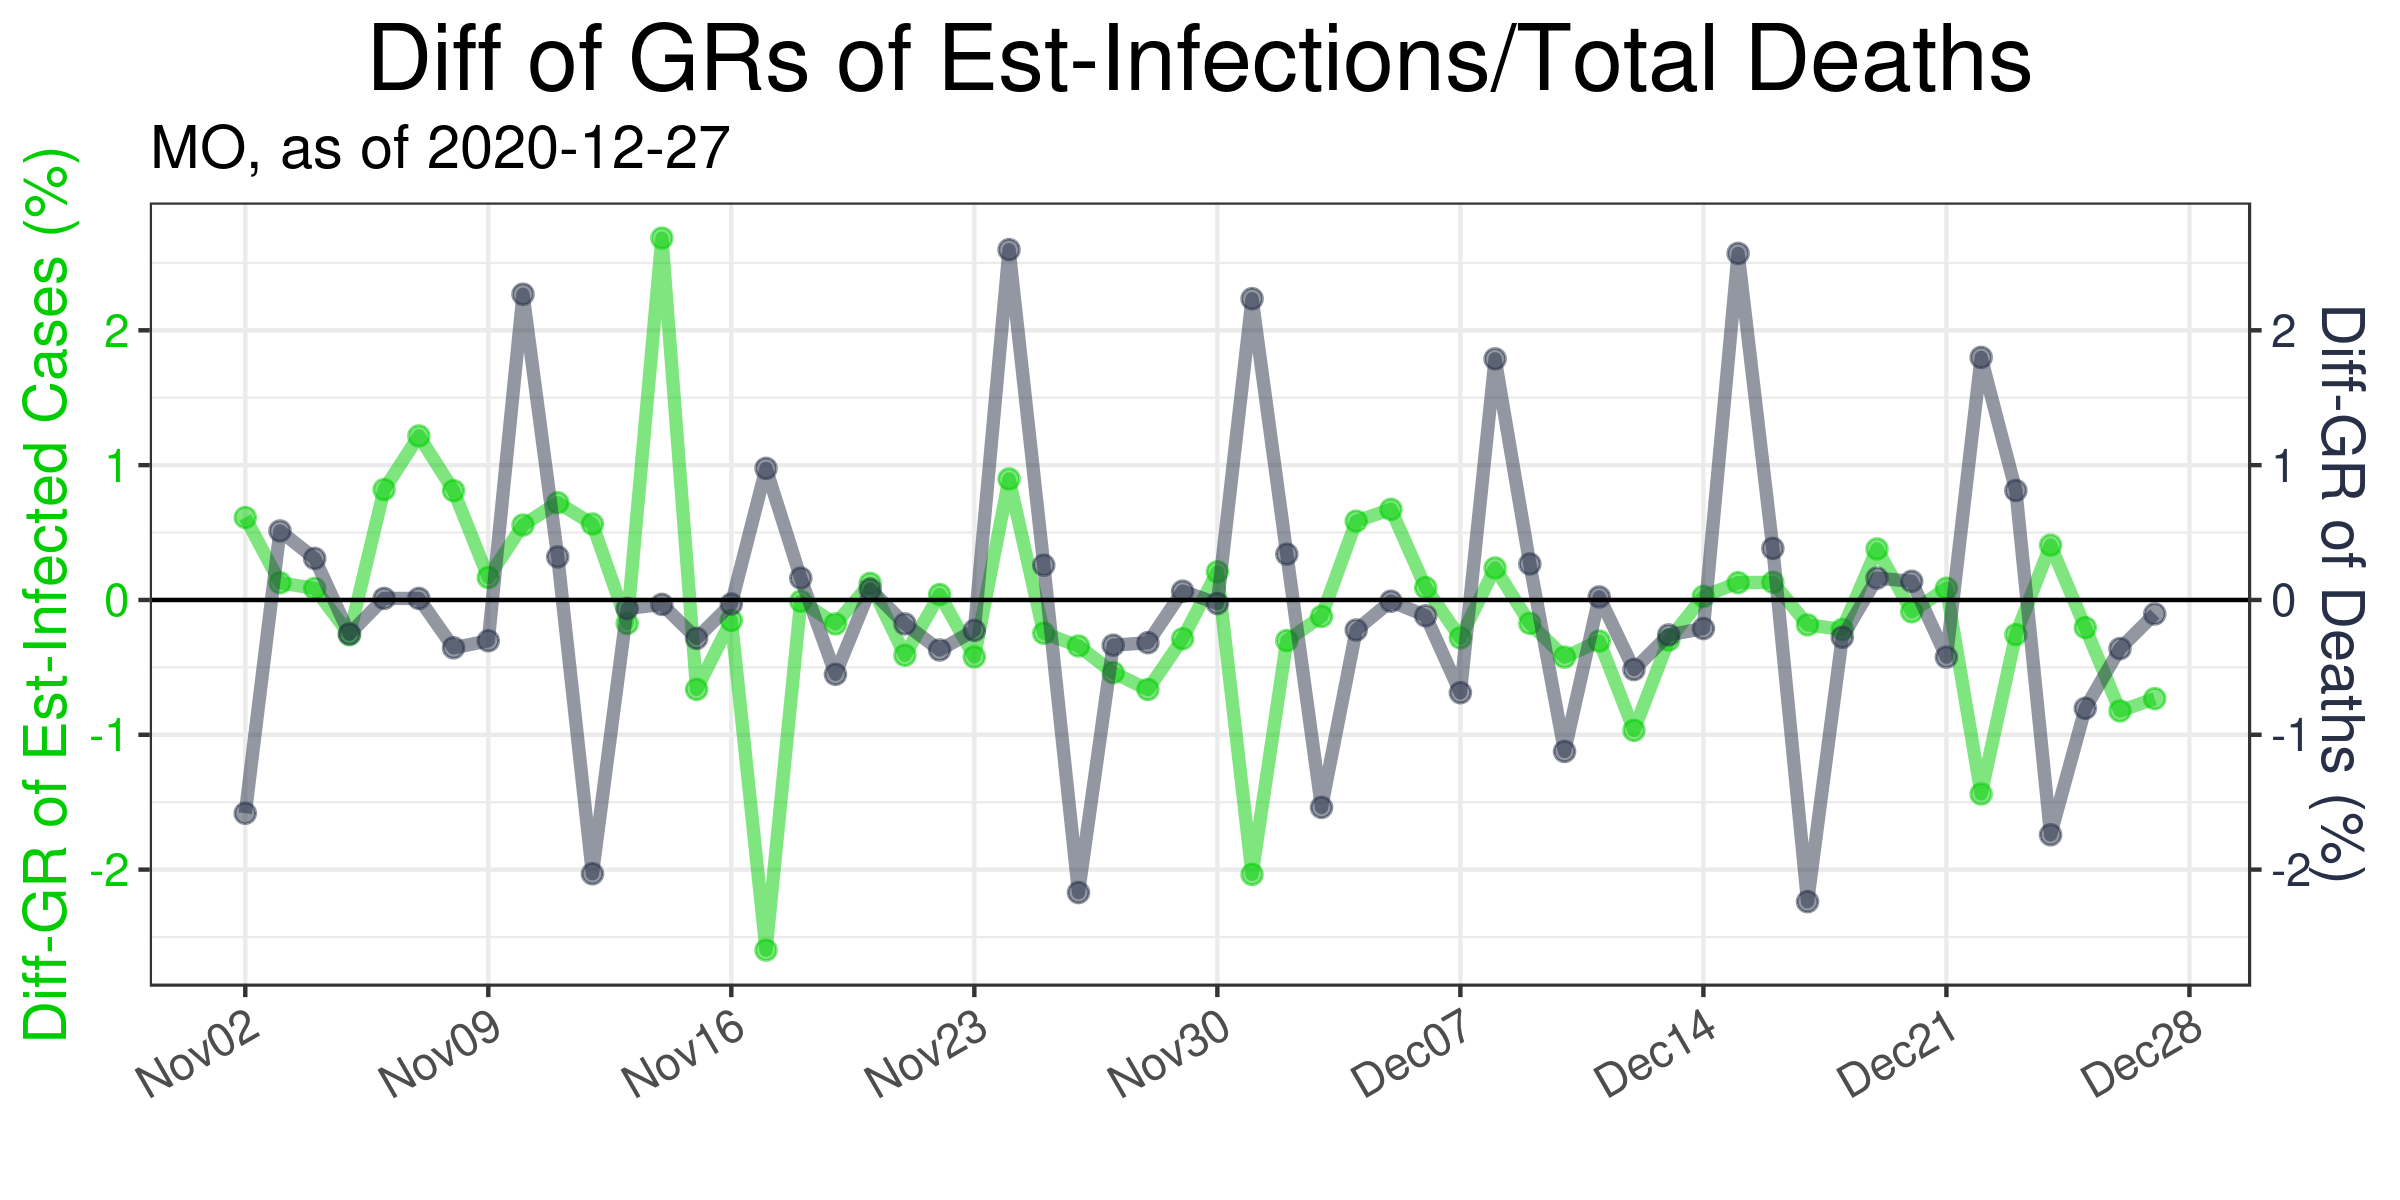 Diff of GRs of Est-Infections/Total Deaths
MO, as of 2020-12-27
Diff-GR of Est-Infected Cases (%)
2
1
0
-1
-2
2
1
0
-1
-2
Diff-GR of Deaths (%)
Nov02
Nov09
Nov16
Nov23
Nov30
Dec07
Dec14
Dec21
Dec28